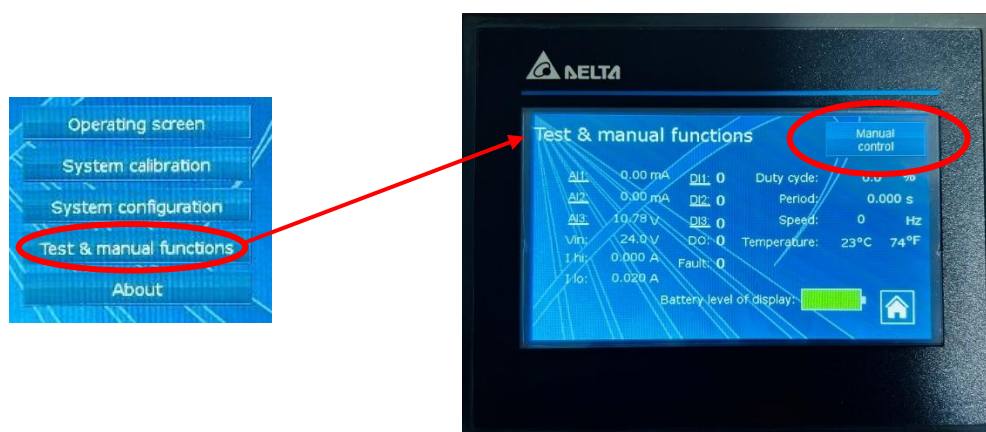 Operating screen
System calibration
System configuration
Test & manual functions
About
DELTA
Test & manual functions
Manual
control
AI1: 0.00 mA DI1: 0 Duty cycle: 0.0 %
AI2: 0.00 mA DI2: 0 Period: 0.000 s
AI3: 10.78 V DI3: 0 Speed: 0 Hz
Vin: 24.0 V DO: 0 Temperature: 23°C 74°F
I hi: 0.000 A Fault: 0
I lo: 0.020 A
Battery level of display: